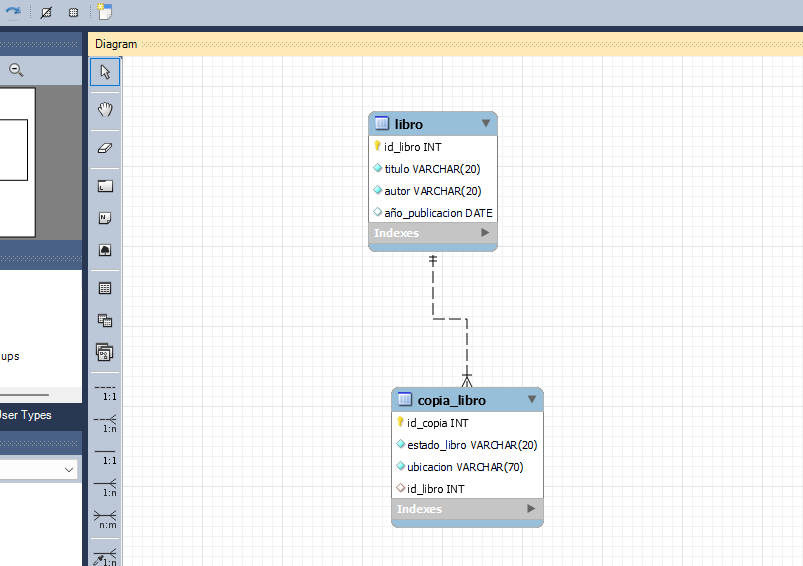 Diagram
libro
id_libro INT
titulo VARCHAR(20)
autor VARCHAR(20)
año_publicacion DATE
Indexes
copia_libro
id_copia INT
estado_libro VARCHAR(20)
ubicacion VARCHAR(70)
id_libro INT
Indexes
ups
User Types
1:1
1:n
1:1
1:n
n:m
1:n